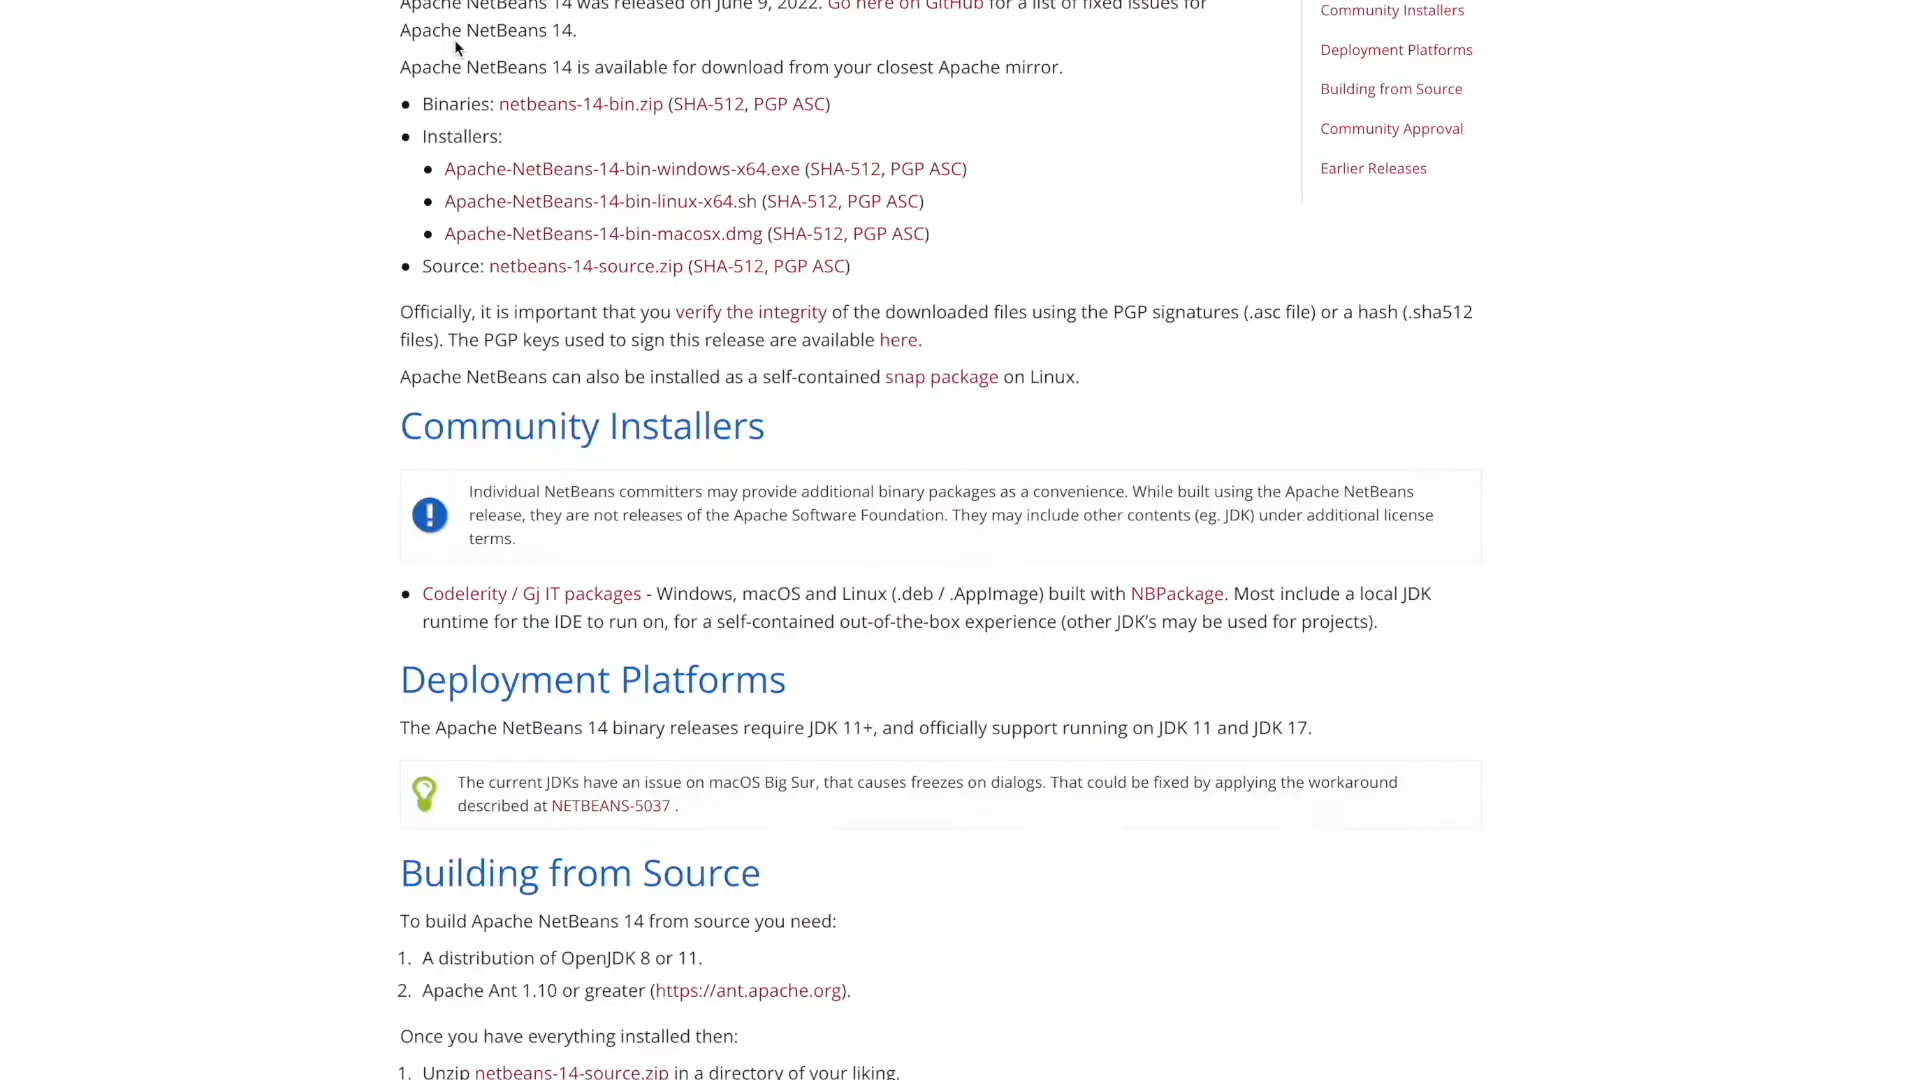 Apache NetBeans 14 was released on June 9, 2022. Go here on GitHub for a list of fixed issues for
Apache NetBeans 14.
Apache NetBeans 14 is available for download from your closest Apache mirror.
• Binaries: netbeans-14-bin.zip (SHA-512, PGP ASC)
• Installers:
• Apache-NetBeans-14-bin-windows-x64.exe (SHA-512, PGP ASC)
• Apache-NetBeans-14-bin-linux-x64.sh (SHA-512, PGP ASC)
• Apache-NetBeans-14-bin-macosx.dmg (SHA-512, PGP ASC)
• Source: netbeans-14-source.zip (SHA-512, PGP ASC)
Officially, it is important that you verify the integrity of the downloaded files using the PGP signatures (.asc file) or a hash (.sha512
files). The PGP keys used to sign this release are available here.
Apache NetBeans can also be installed as a self-contained snap package on Linux.
Community Installers
Individual NetBeans committers may provide additional binary packages as a convenience. While built using the Apache NetBeans
release, they are not releases of the Apache Software Foundation. They may include other contents (eg. JDK) under additional license
terms.
• Codelerity / Gj IT packages - Windows, macOS and Linux (.deb / .AppImage) built with NBPackage. Most include a local JDK
runtime for the IDE to run on, for a self-contained out-of-the-box experience (other JDK’s may be used for projects).
Deployment Platforms
The Apache NetBeans 14 binary releases require JDK 11+, and officially support running on JDK 11 and JDK 17.
The current JDKs have an issue on macOS Big Sur, that causes freezes on dialogs. That could be fixed by applying the workaround
described at NETBEANS-5037 .
Building from Source
To build Apache NetBeans 14 from source you need:
1. A distribution of OpenJDK 8 or 11.
2. Apache Ant 1.10 or greater (https://ant.apache.org).
Once you have everything installed then:
1. Unzip netbeans-14-source.zip in a directory of your liking.
Community Installers
Deployment Platforms
Building from Source
Community Approval
Earlier Releases